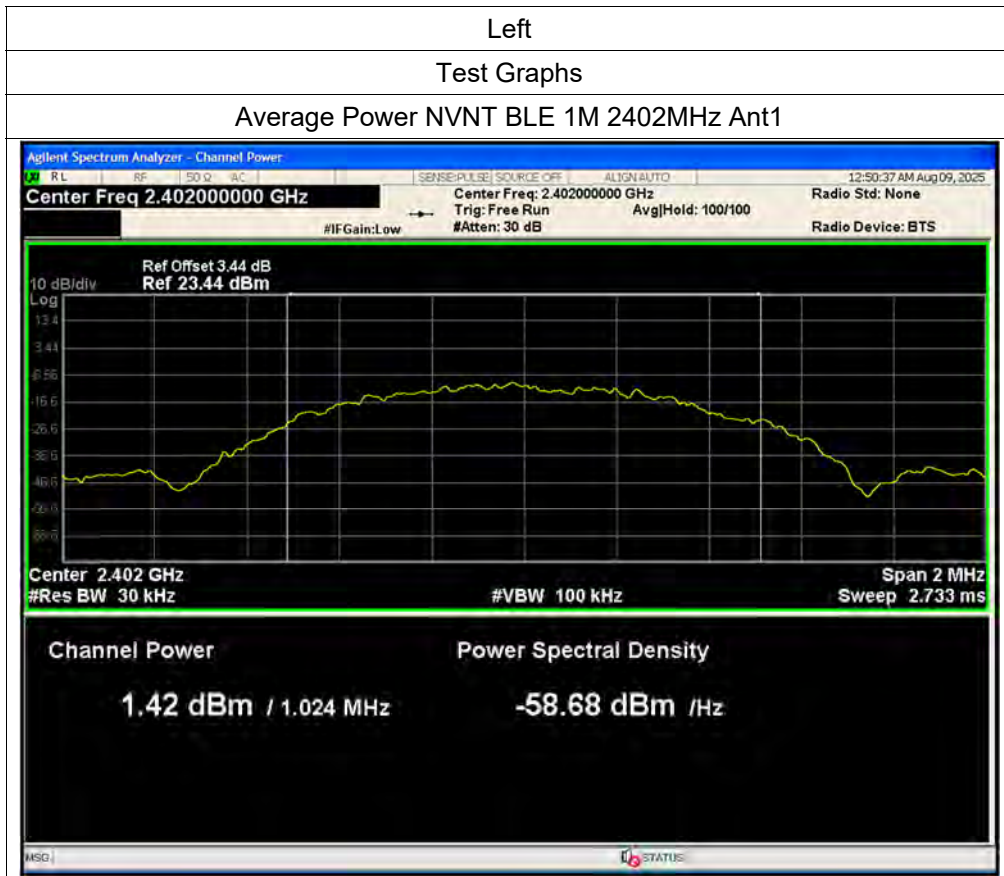 Left
Test Graphs
Average Power NVNT BLE 1M 2402MHz Ant1
Agilent Spectrum Analyzer - Channel Power
RL RF 50 Ω AC SENSE:PULSE SOURCE OFF ALIGN AUTO 12:50:37 AM Aug 09, 2025
Center Freq 2.402000000 GHz Center Freq: 2.402000000 GHz Radio Std: None
Trig: Free Run Avg|Hold: 100/100
#IFGain:Low #Atten: 30 dB Radio Device: BTS
Ref Offset 3.44 dB
10 dB/div Ref 23.44 dBm
Log
13.4
3.44
-6.56
-16.6
-26.6
-36.6
-46.6
-56.6
-66.6
Center 2.402 GHz Span 2 MHz
#Res BW 30 kHz #VBW 100 kHz Sweep 2.733 ms
Channel Power Power Spectral Density
1.42 dBm / 1.024 MHz -58.68 dBm /Hz
MSG STATUS